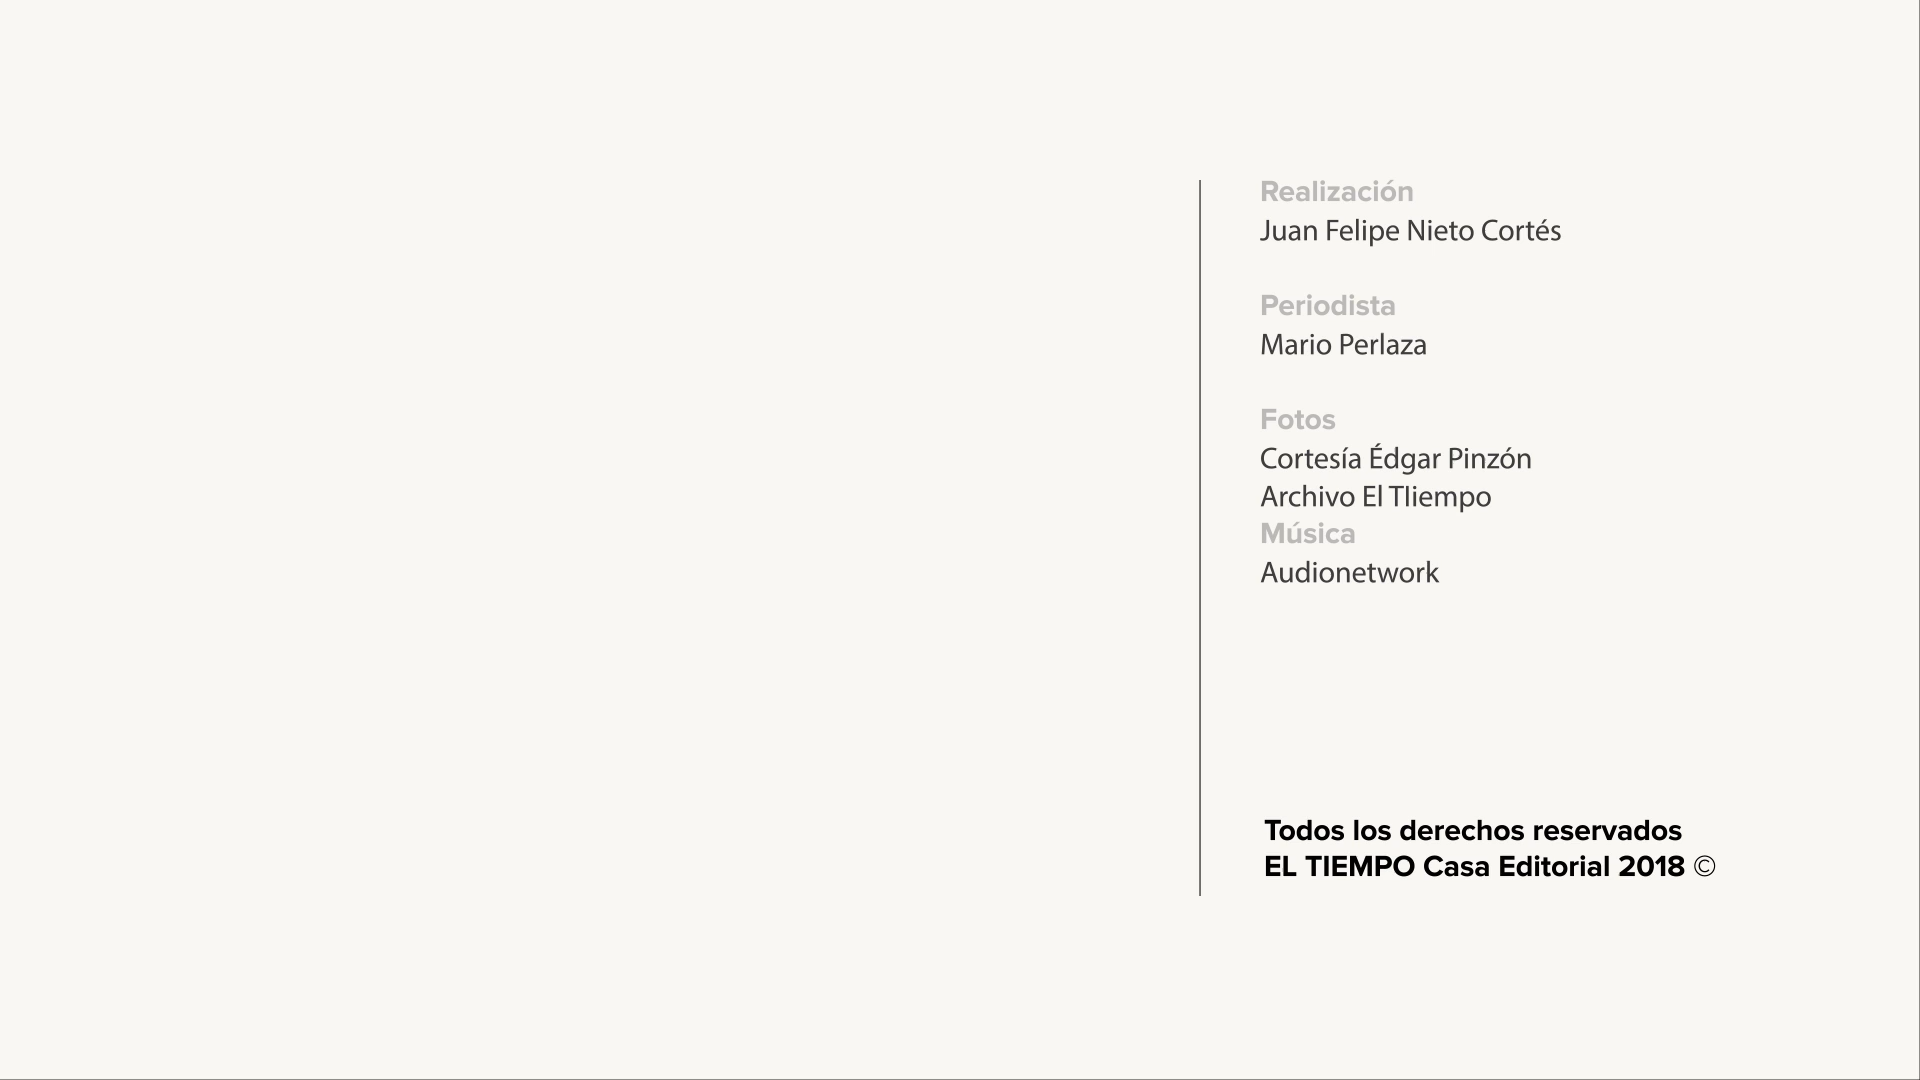 Realización
Juan Felipe Nieto Cortés
Periodista
Mario Perlaza
Fotos
Cortesía Édgar Pinzón
Archivo El TIiempo
Música
Audionetwork
Todos los derechos reservados
EL TIEMPO Casa Editorial 2018 ©